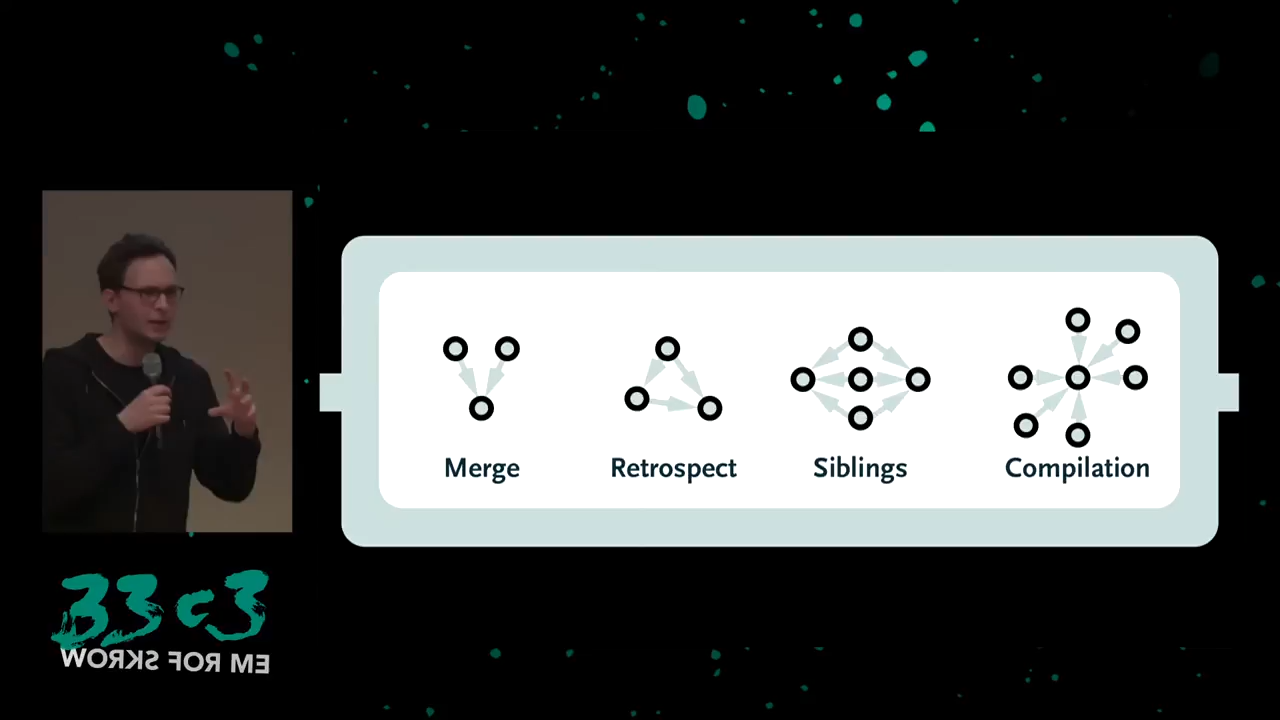 Merge
Retrospect
Siblings
Compilation
33c3
WORKS FOR ME